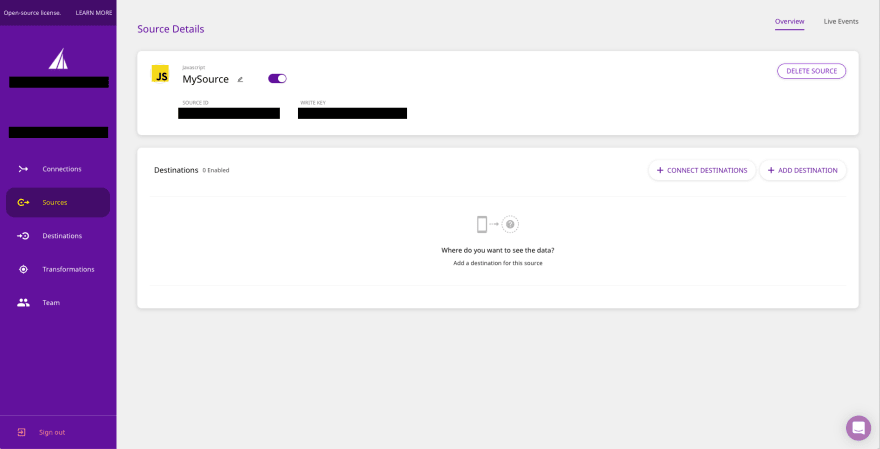 Open-source license. LEARN MORE
Overview Live Events
Source Details
Javascript
JS MySource
DELETE SOURCE
SOURCE ID WRITE KEY
Connections
Sources
Destinations
Transformations
Team
Sign out
Destinations 0 Enabled
+ CONNECT DESTINATIONS + ADD DESTINATION
?
Where do you want to see the data?
Add a destination for this source